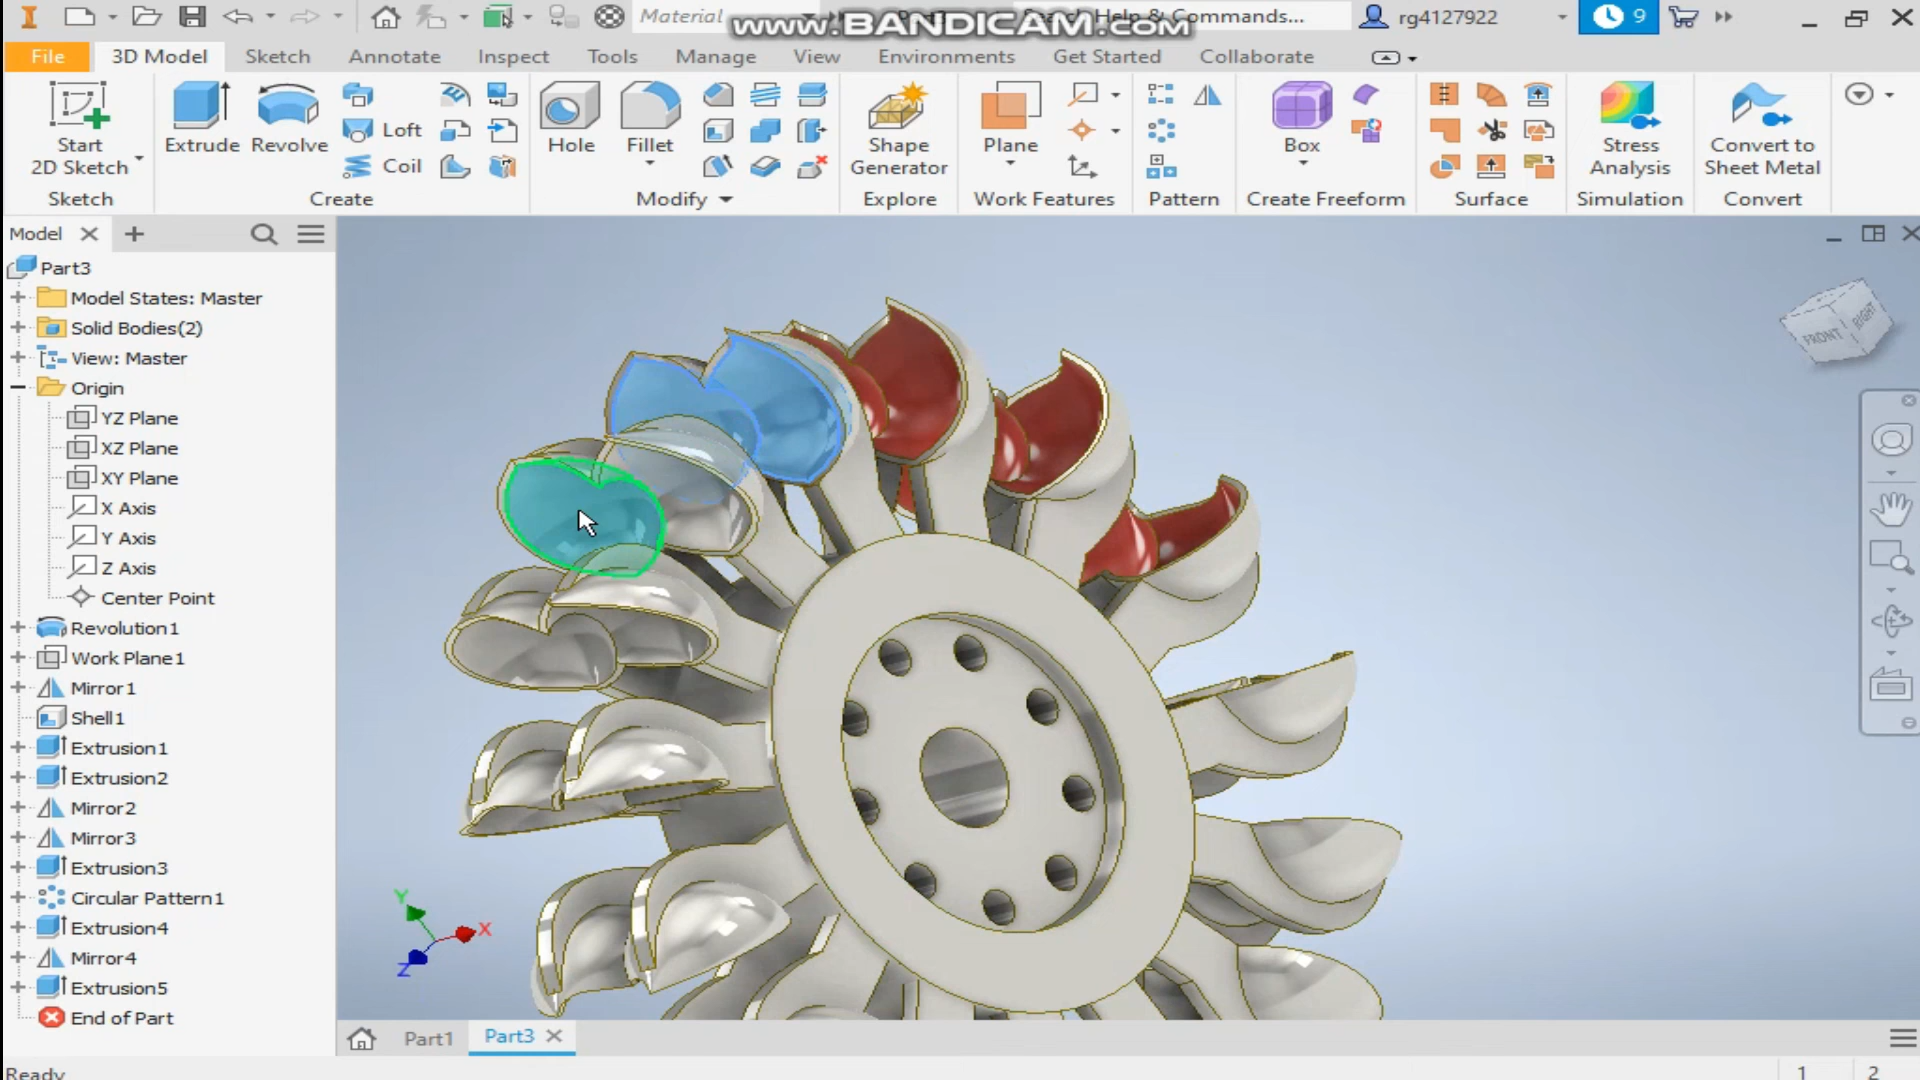 Material
www.BANDICAM.com
Search Help & Commands...
rg4127922
9
File
3D Model
Sketch
Annotate
Inspect
Tools
Manage
View
Environments
Get Started
Collaborate
Start
2D Sketch
Extrude
Revolve
Loft
Coil
Hole
Fillet
Shape
Generator
Plane
Box
Stress
Analysis
Convert to
Sheet Metal
Sketch
Create
Modify
Explore
Work Features
Pattern
Create Freeform
Surface
Simulation
Convert
Model
Part3
Model States: Master
Solid Bodies(2)
View: Master
Origin
YZ Plane
XZ Plane
XY Plane
X Axis
Y Axis
Z Axis
Center Point
Revolution1
Work Plane1
Mirror1
Shell1
Extrusion1
Extrusion2
Mirror2
Mirror3
Extrusion3
Circular Pattern1
Extrusion4
Mirror4
Extrusion5
End of Part
FRONT
RIGHT
Y
X
Z
Part1
Part3
Ready
1
2